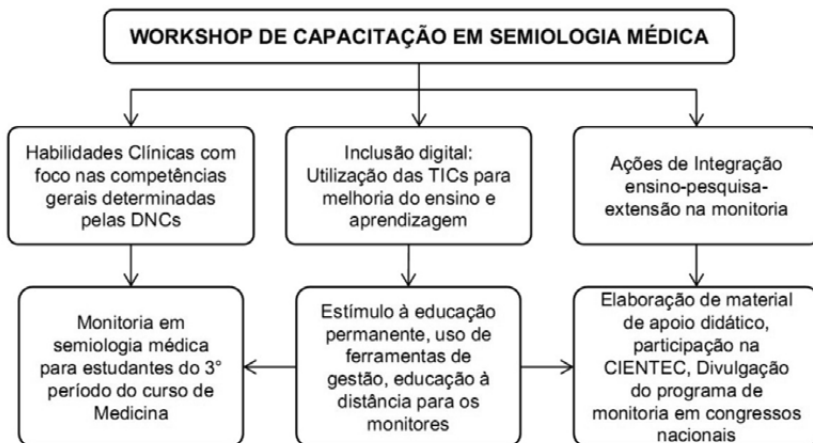 WORKSHOP DE CAPACITAÇÃO EM SEMIOLOGIA MÉDICA
Habilidades Clínicas com
foco nas competências
gerais determinadas
pelas DNCs
Inclusão digital:
Utilização das TICs para
melhoria do ensino e
aprendizagem
Ações de Integração
ensino-pesquisa-
extensão na monitoria
Monitoria em
semiologia médica
para estudantes do 3°
período do curso de
Medicina
Estímulo à educação
permanente, uso de
ferramentas de
gestão, educação à
distância para os
monitores
Elaboração de material
de apoio didático,
participação na
CIENTEC, Divulgação
do programa de
monitoria em congressos
nacionais